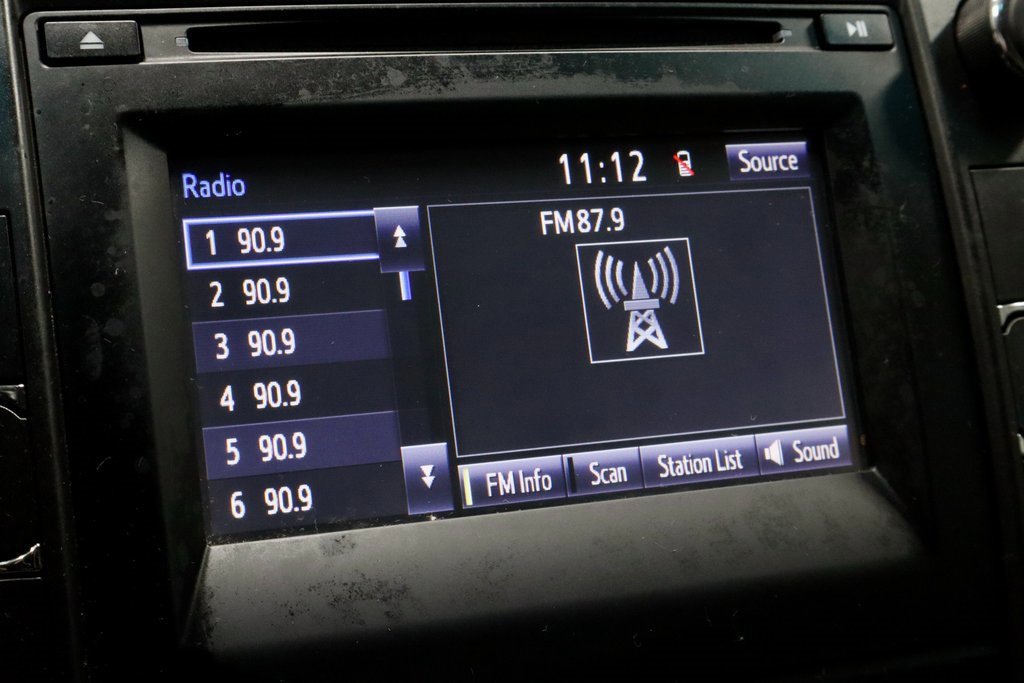 Radio
11:12
Source
1 90.9
2 90.9
3 90.9
4 90.9
5 90.9
6 90.9
FM87.9
FM Info
Scan
Station List
Sound